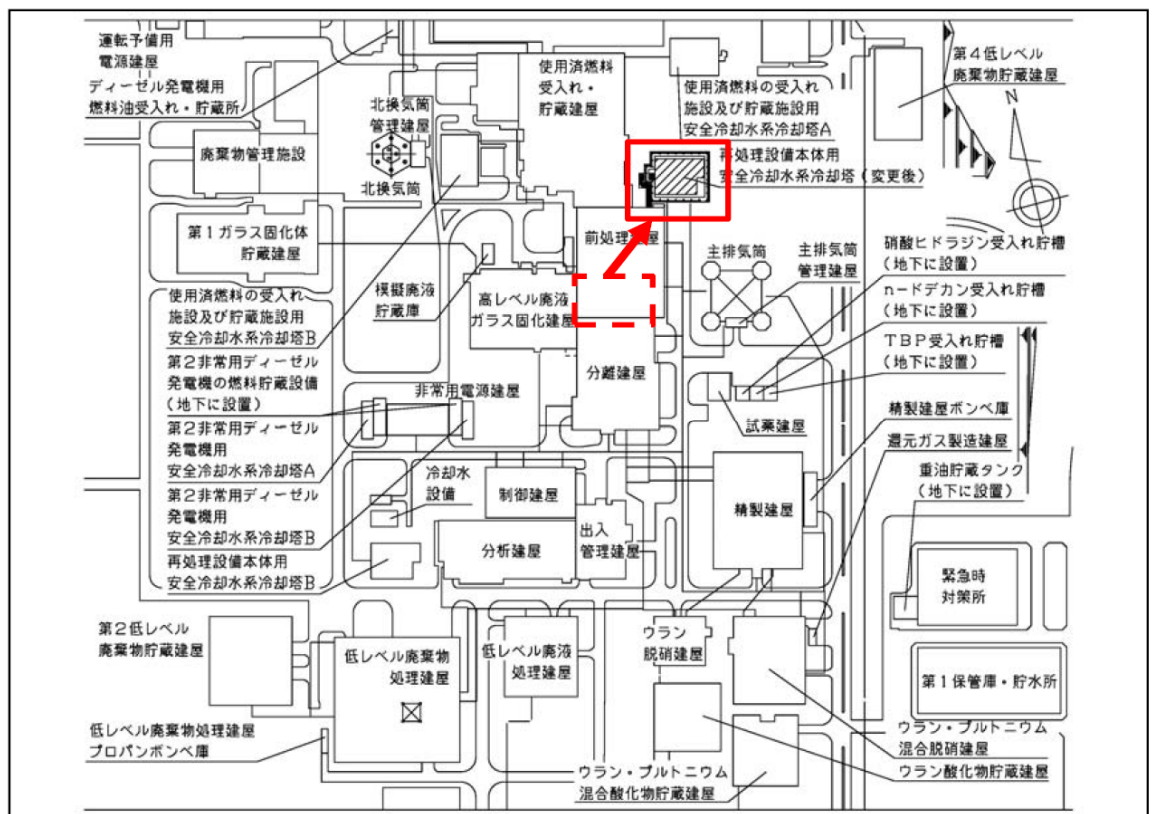 運転予備用
電源建屋
ディーゼル発電機用
燃料油受入れ・貯蔵所
北換気筒
管理建屋
使用済燃料
受入れ・
貯蔵建屋
使用済燃料の受入れ
施設及び貯蔵施設用
安全冷却水系冷却塔A
第4低レベル
廃棄物貯蔵建屋
N
廃棄物管理施設
北換気筒
再処理設備本体用
安全冷却水系冷却塔(変更後)
第1ガラス固化体
貯蔵建屋
前処理建屋
主排気筒
主排気筒
管理建屋
硝酸ヒドラジン受入れ貯槽
(地下に設置)
n-ドデカン受入れ貯槽
(地下に設置)
TBP受入れ貯槽
(地下に設置)
使用済燃料の受入れ
施設及び貯蔵施設用
安全冷却水系冷却塔B
模擬廃液
貯蔵庫
高レベル廃液
ガラス固化建屋
第2非常用ディーゼル
発電機の燃料貯蔵設備
(地下に設置)
非常用電源建屋
分離建屋
試薬建屋
精製建屋ボンベ庫
還元ガス製造建屋
重油貯蔵タンク
(地下に設置)
第2非常用ディーゼル
発電機用
安全冷却水系冷却塔A
冷却水
設備
制御建屋
精製建屋
第2非常用ディーゼル
発電機用
安全冷却水系冷却塔B
再処理設備本体用
安全冷却水系冷却塔B
分析建屋
出入
管理建屋
緊急時
対策所
第2低レベル
廃棄物貯蔵建屋
低レベル廃棄物
処理建屋
低レベル廃液
処理建屋
ウラン
脱硝建屋
第1保管庫・貯水所
低レベル廃棄物処理建屋
プロパンボンベ庫
ウラン・プルトニウム
混合脱硝建屋
ウラン酸化物貯蔵建屋
ウラン・プルトニウム
混合酸化物貯蔵建屋